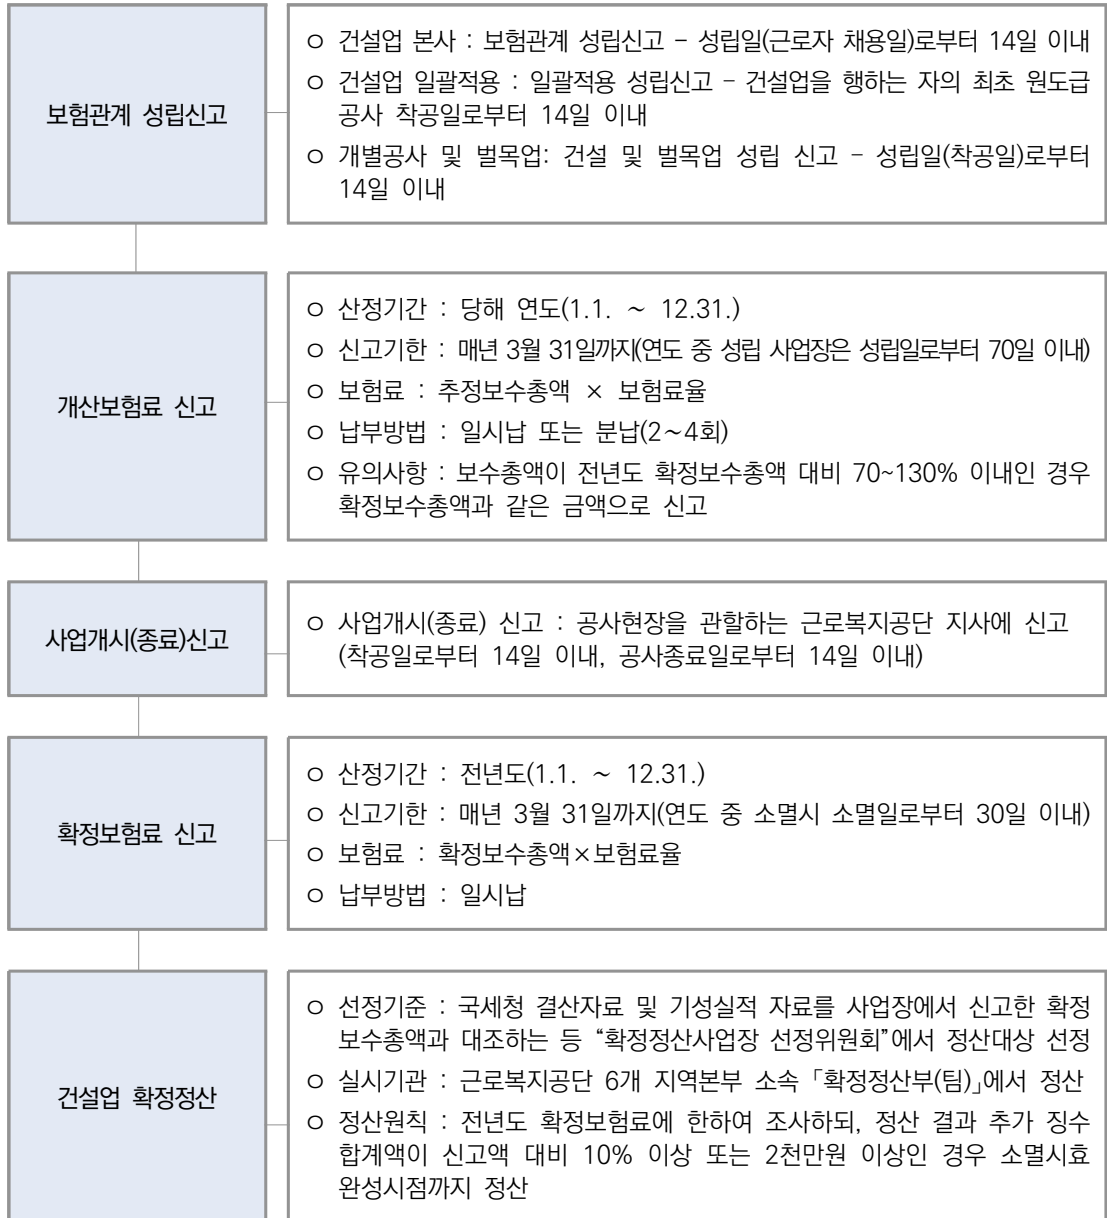 보험관계 성립신고
ㅇ 건설업 본사 : 보험관계 성립신고 - 성립일(근로자 채용일)로부터 14일 이내
ㅇ 건설업 일괄적용 : 일괄적용 성립신고 - 건설업을 행하는 자의 최초 원도급
공사 착공일로부터 14일 이내
ㅇ 개별공사 및 벌목업: 건설 및 벌목업 성립 신고 - 성립일(착공일)로부터
14일 이내
개산보험료 신고
ㅇ 산정기간 : 당해 연도(1.1. ~ 12.31.)
ㅇ 신고기한 : 매년 3월 31일까지(연도 중 성립 사업장은 성립일로부터 70일 이내)
ㅇ 보험료 : 추정보수총액 × 보험료율
ㅇ 납부방법 : 일시납 또는 분납(2~4회)
ㅇ 유의사항 : 보수총액이 전년도 확정보수총액 대비 70~130% 이내인 경우
확정보수총액과 같은 금액으로 신고
사업개시(종료)신고
ㅇ 사업개시(종료) 신고 : 공사현장을 관할하는 근로복지공단 지사에 신고
(착공일로부터 14일 이내, 공사종료일로부터 14일 이내)
확정보험료 신고
ㅇ 산정기간 : 전년도(1.1. ~ 12.31.)
ㅇ 신고기한 : 매년 3월 31일까지(연도 중 소멸시 소멸일로부터 30일 이내)
ㅇ 보험료 : 확정보수총액×보험료율
ㅇ 납부방법 : 일시납
건설업 확정정산
ㅇ 선정기준 : 국세청 결산자료 및 기성실적 자료를 사업장에서 신고한 확정
보수총액과 대조하는 등 “확정정산사업장 선정위원회”에서 정산대상 선정
ㅇ 실시기관 : 근로복지공단 6개 지역본부 소속 「확정정산부(팀)」에서 정산
ㅇ 정산원칙 : 전년도 확정보험료에 한하여 조사하되, 정산 결과 추가 징수
합계액이 신고액 대비 10% 이상 또는 2천만원 이상인 경우 소멸시효
완성시점까지 정산